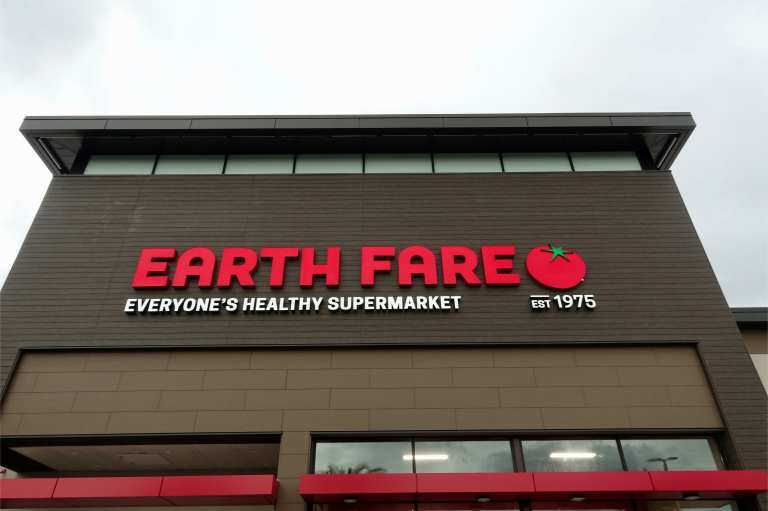 EARTH FARE
EVERYONE'S HEALTHY SUPERMARKET
EST 1975